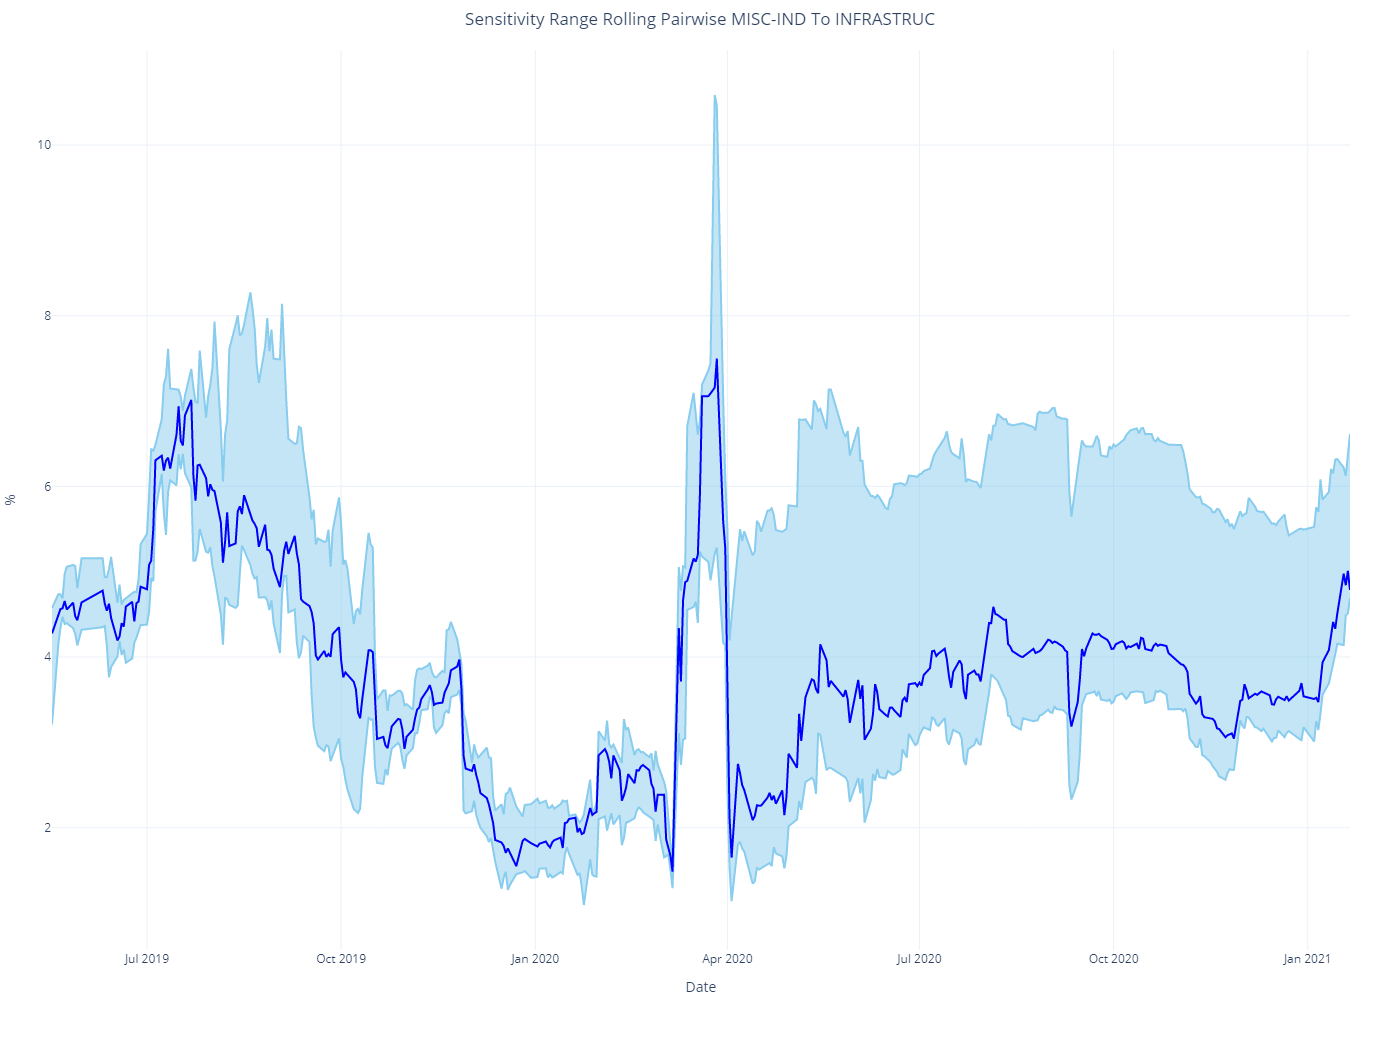 Sensitivity Range Rolling Pairwise MISC-IND To INFRASTRUC
10
8
6
4
2
%
Jul 2019
Oct 2019
Jan 2020
Apr 2020
Jul 2020
Oct 2020
Jan 2021
Date